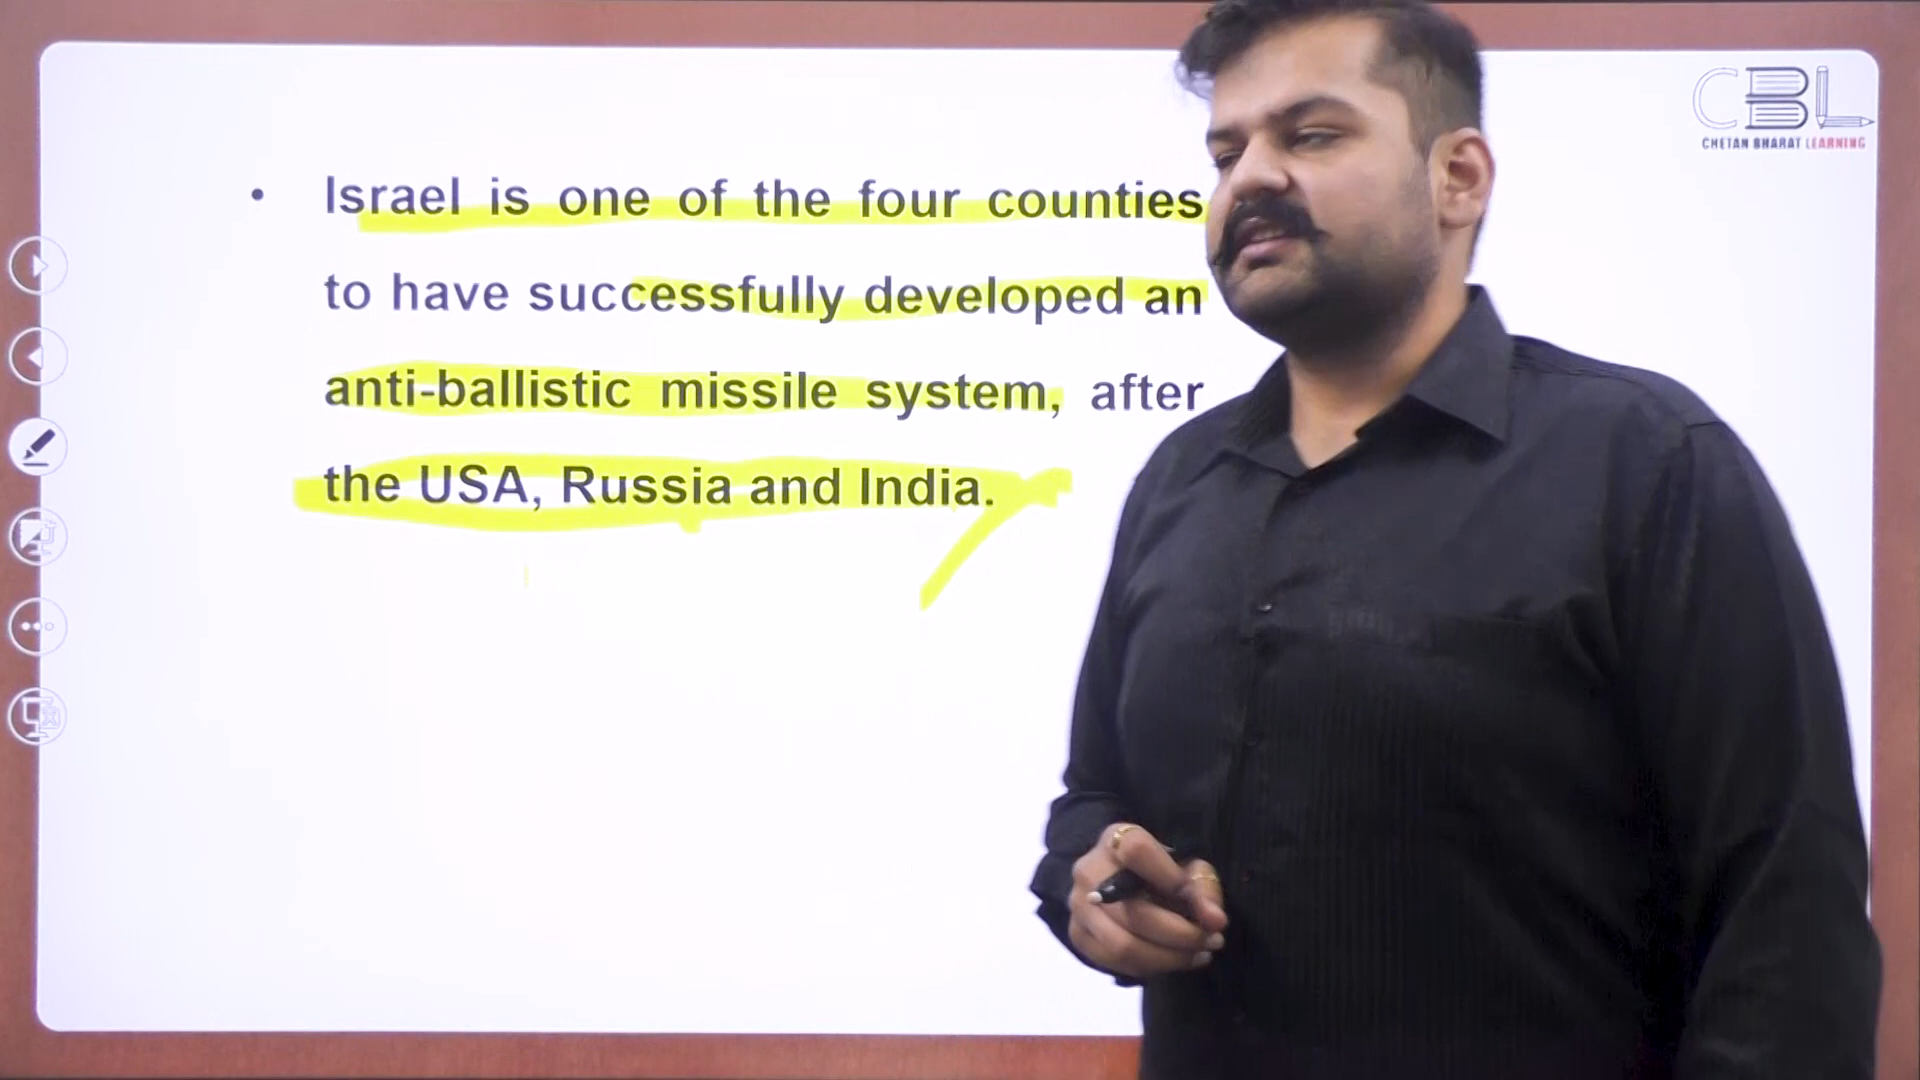 • Israel is one of the four counties
to have successfully developed an
anti-ballistic missile system, after
the USA, Russia and India.
CBL
CHETAN BHARAT LEARNING